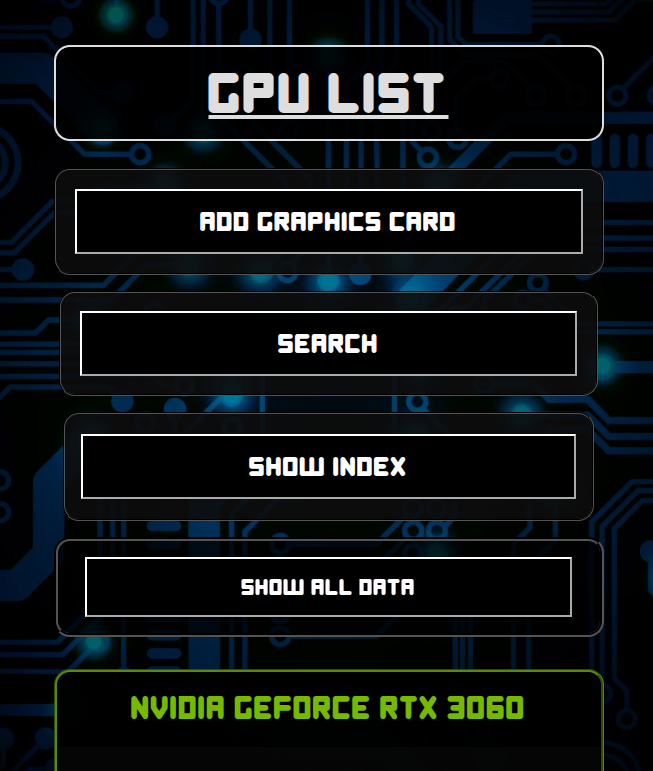 GPU LIST
ADD GRAPHICS CARD
SEARCH
SHOW INDEX
SHOW ALL DATA
NVIDIA GEFORCE RTX 3060